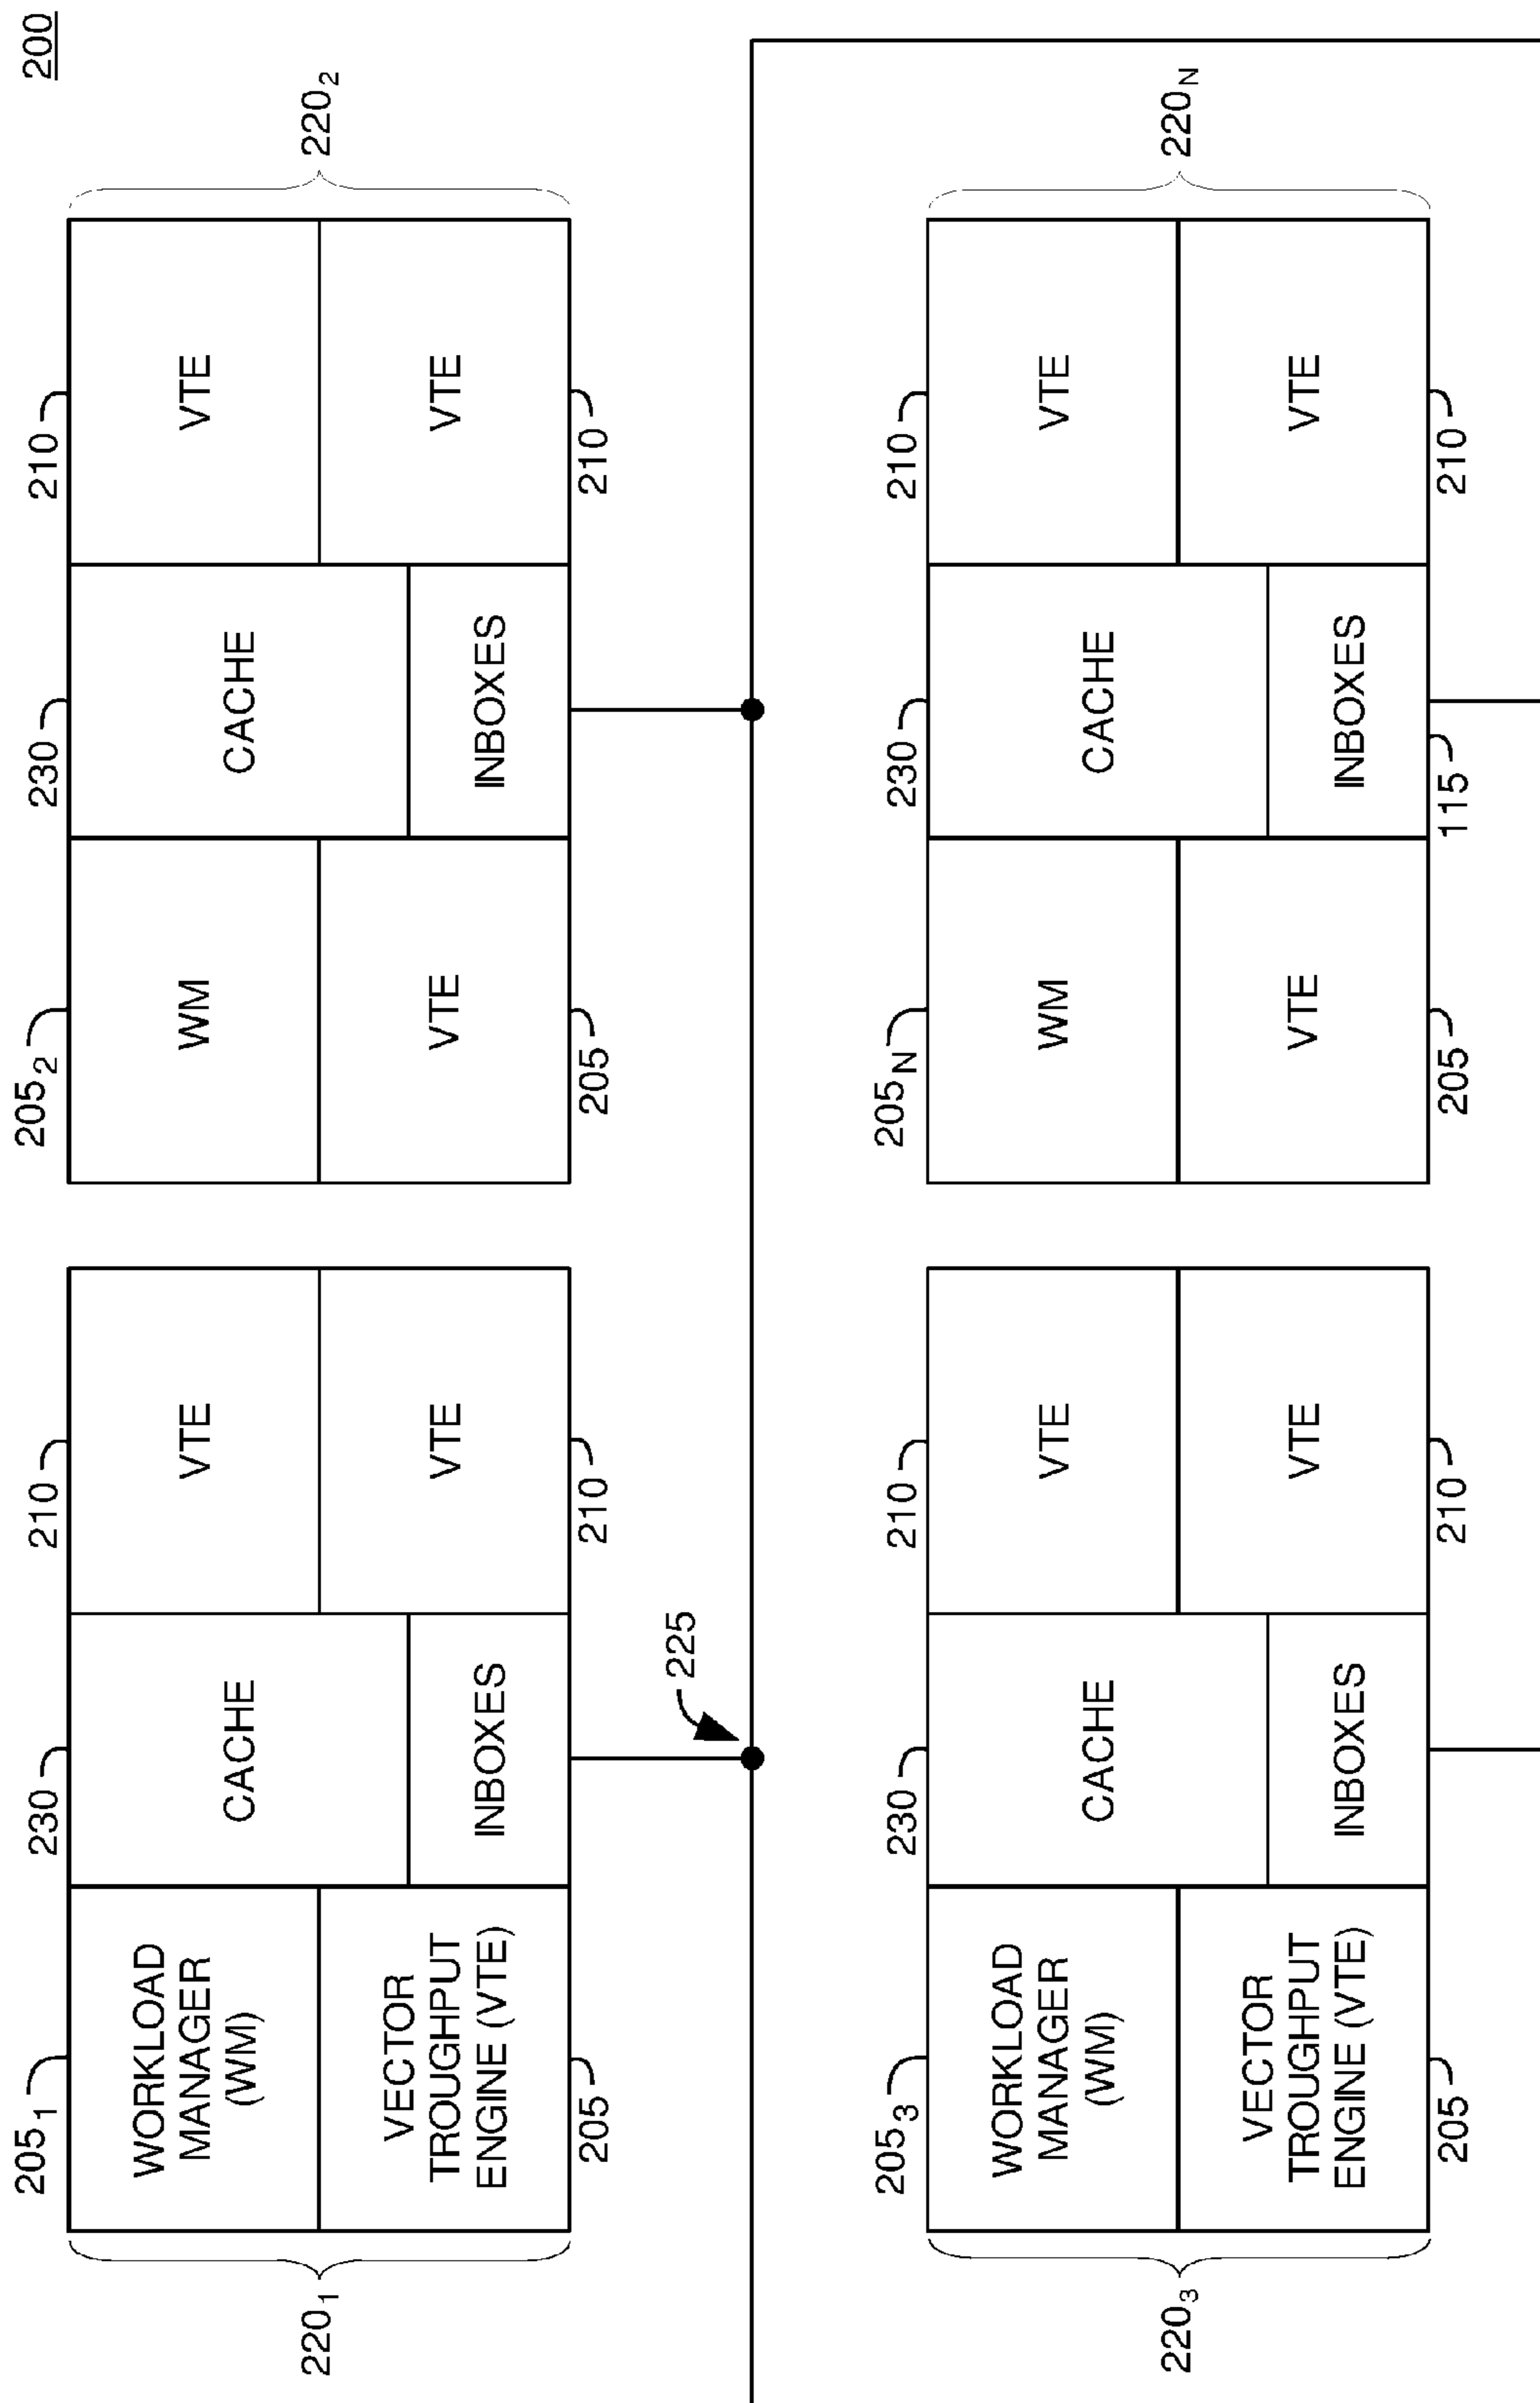 200
205₁
230
210
220₁
WORKLOAD
MANAGER
(WM)
CACHE
VTE
VECTOR
TROUGHPUT
ENGINE (VTE)
INBOXES
VTE
205
210
205₂
230
210
WM
CACHE
VTE
220₂
VTE
INBOXES
VTE
205
210
225
205₃
230
210
220₃
WORKLOAD
MANAGER
(WM)
CACHE
VTE
VECTOR
TROUGHPUT
ENGINE (VTE)
INBOXES
VTE
205
210
205N
230
210
WM
CACHE
VTE
220N
VTE
INBOXES
VTE
205
115
210